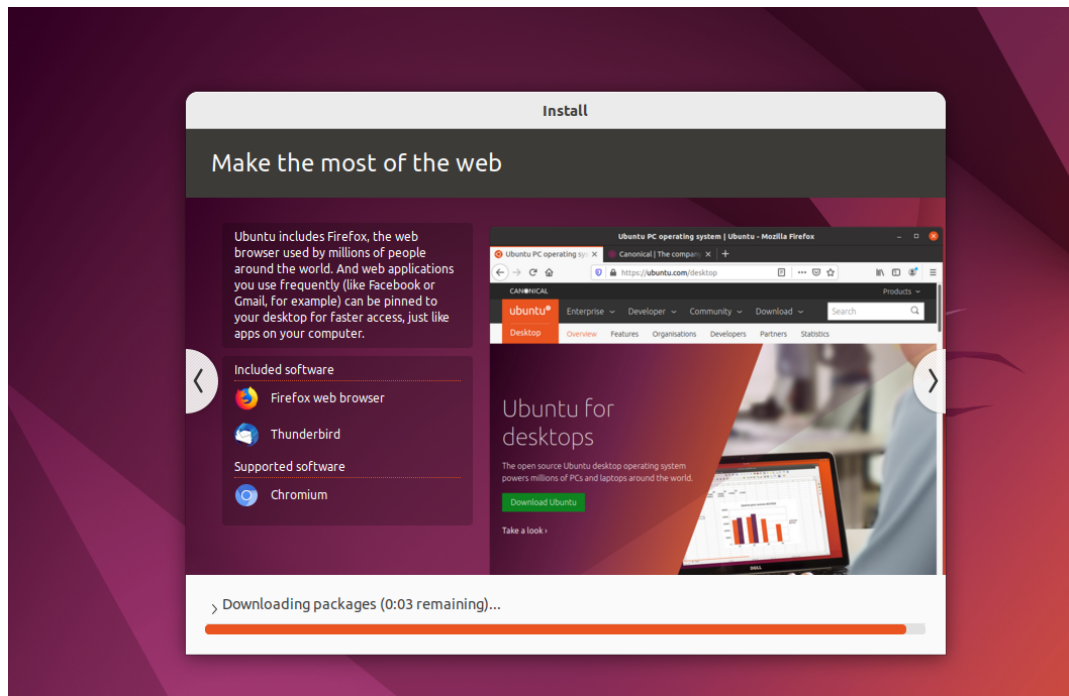 Install
Make the most of the web
Ubuntu includes Firefox, the web
browser used by millions of people
around the world. And web applications
you use frequently (like Facebook or
Gmail, for example) can be pinned to
your desktop for faster access, just like
apps on your computer.
Included software
Firefox web browser
Thunderbird
Supported software
Chromium
Ubuntu PC operating system | Ubuntu - Mozilla Firefox
Ubuntu PC operating sy
Canonical | The company
https://ubuntu.com/desktop
CANONICAL
Products
ubuntu
Enterprise
Developer
Community
Download
Search
Desktop
Overview
Features
Organisations
Developers
Partners
Statistics
Ubuntu for
desktops
The open source Ubuntu desktop operating system
powers millions of PCs and laptops around the world.
Download Ubuntu
Take a look ›
DELL
Downloading packages (0:03 remaining)...